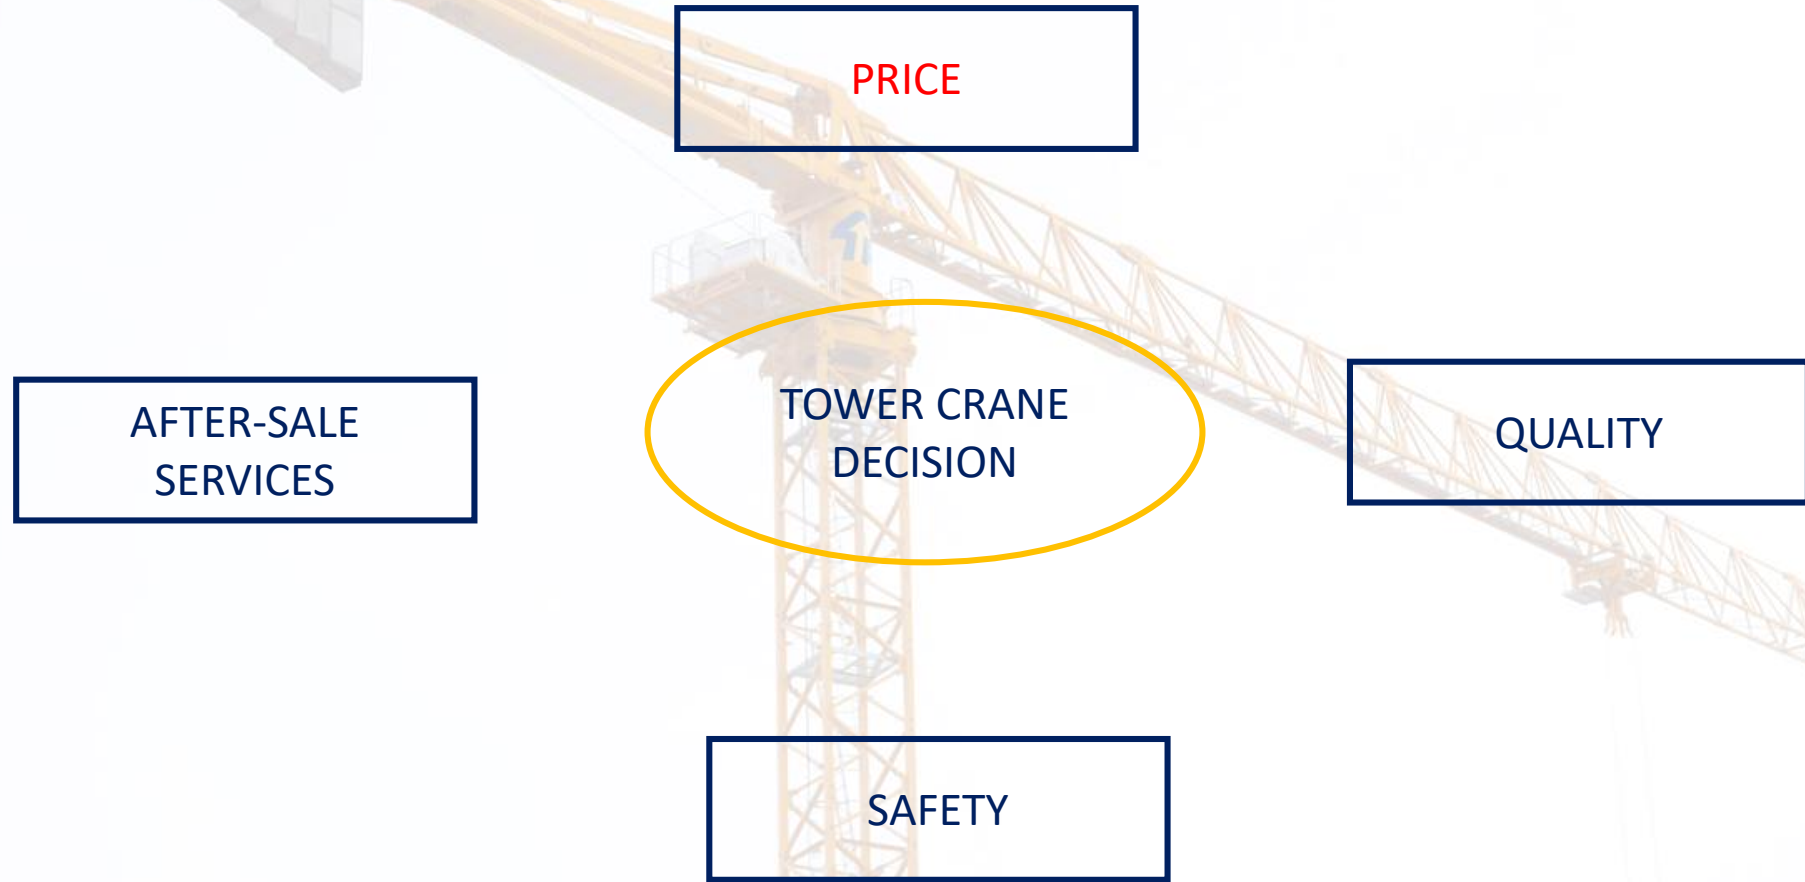 PRICE
AFTER-SALE
SERVICES
TOWER CRANE
DECISION
QUALITY
SAFETY